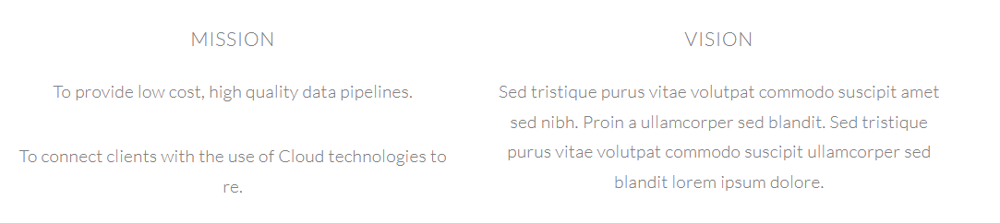 MISSION
To provide low cost, high quality data pipelines.
To connect clients with the use of Cloud technologies to
re.
VISION
Sed tristique purus vitae volutpat commodo suscipit amet
sed nibh. Proin a ullamcorper sed blandit. Sed tristique
purus vitae volutpat commodo suscipit ullamcorper sed
blandit lorem ipsum dolore.